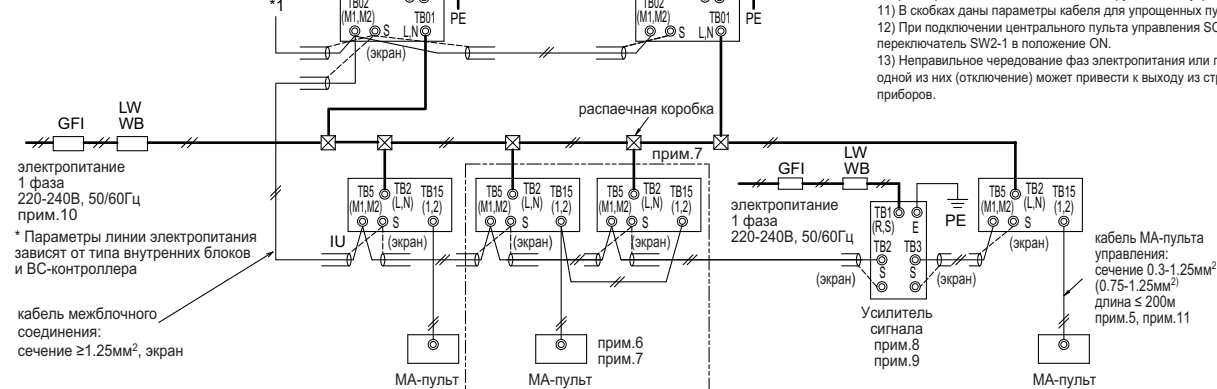 *1
TB02
(M1,M2)
S
L,N
TB01
PE
(экран)
TB02
(M1,M2)
S
L,N
TB01
PE
11) В скобках даны параметры кабеля для упрощенных
12) При подключении центрального пульта управления
переключатель SW2-1 в положение ON.
13) Неправильное чередование фаз электропитания или
одной из них (отключение) может привести к выходу из
приборов.
распаечная коробка
GFI
LW
WB
электропитание
1 фаза
220-240В, 50/60Гц
прим.10
* Параметры линии электропитания
зависят от типа внутренних блоков
и ВС-контроллера
кабель межблочного
соединения:
сечение ≥1.25мм², экран
IU
TB5
(M1,M2)
TB2
(L,N)
TB15
(1,2)
S
(экран)
МА-пульт
прим.7
TB5
(M1,M2)
TB2
(L,N)
TB15
(1,2)
S
(экран)
TB5
(M1,M2)
TB2
(L,N)
TB15
(1,2)
S
(экран)
МА-пульт
прим.6
прим.7
GFI
LW
WB
электропитание
1 фаза
220-240В, 50/60Гц
PE
TB1
(R,S)
E
TB2
TB3
S
S
(экран)
(экран)
Усилитель
сигнала
прим.8
прим.9
TB5
(M1,M2)
TB2
(L,N)
TB15
(1,2)
S
(экран)
МА-пульт
кабель МА-пульта
управления:
сечение 0.3-1.25мм²
(0.75-1.25мм²)
длина ≤ 200м
прим.5, прим.11